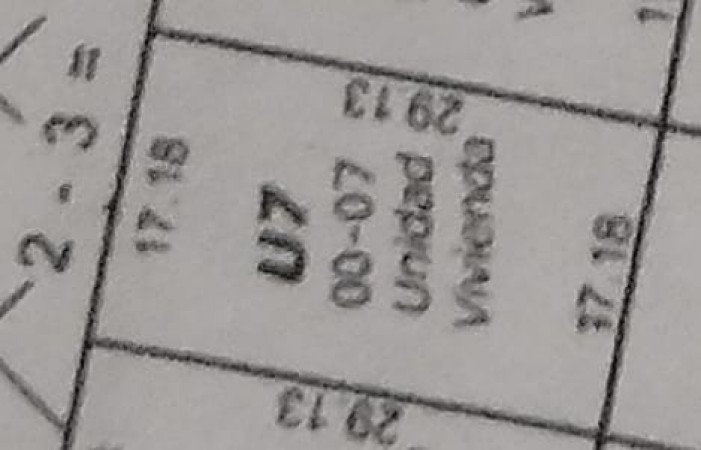 2 - 3 =
17.18
29.13
U7
00-07
Unidad
Vivienda
17.18
29.13